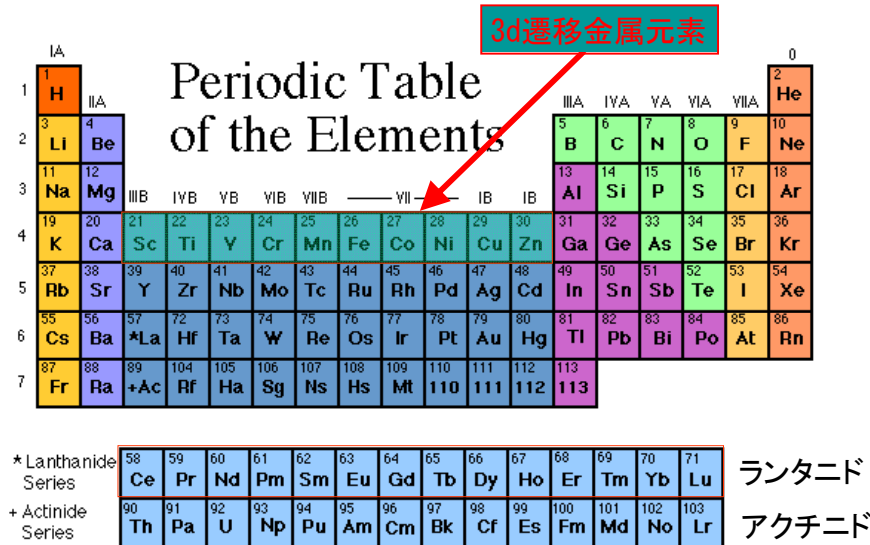 3d遷移金属元素
Periodic Table
of the Elements
IA 0
1 1 H IIA IIIA IVA VA VIA VIIA 2 He
2 3 Li 4 Be 5 B 6 C 7 N 8 O 9 F 10 Ne
3 11 Na 12 Mg IIIB IVB VB VIB VIIB VII IB IB 13 Al 14 Si 15 P 16 S 17 Cl 18 Ar
4 19 K 20 Ca 21 Sc 22 Ti 23 V 24 Cr 25 Mn 26 Fe 27 Co 28 Ni 29 Cu 30 Zn 31 Ga 32 Ge 33 As 34 Se 35 Br 36 Kr
5 37 Rb 38 Sr 39 Y 40 Zr 41 Nb 42 Mo 43 Tc 44 Ru 45 Rh 46 Pd 47 Ag 48 Cd 49 In 50 Sn 51 Sb 52 Te 53 I 54 Xe
6 55 Cs 56 Ba 57 *La 72 Hf 73 Ta 74 W 75 Re 76 Os 77 Ir 78 Pt 79 Au 80 Hg 81 Tl 82 Pb 83 Bi 84 Po 85 At 86 Rn
7 87 Fr 88 Ra 89 +Ac 104 Rf 105 Ha 106 Sg 107 Ns 108 Hs 109 Mt 110 110 111 111 112 112 113 113
* Lanthanide Series 58 Ce 59 Pr 60 Nd 61 Pm 62 Sm 63 Eu 64 Gd 65 Tb 66 Dy 67 Ho 68 Er 69 Tm 70 Yb 71 Lu ランタニド
+ Actinide Series 90 Th 91 Pa 92 U 93 Np 94 Pu 95 Am 96 Cm 97 Bk 98 Cf 99 Es 100 Fm 101 Md 102 No 103 Lr アクチニド